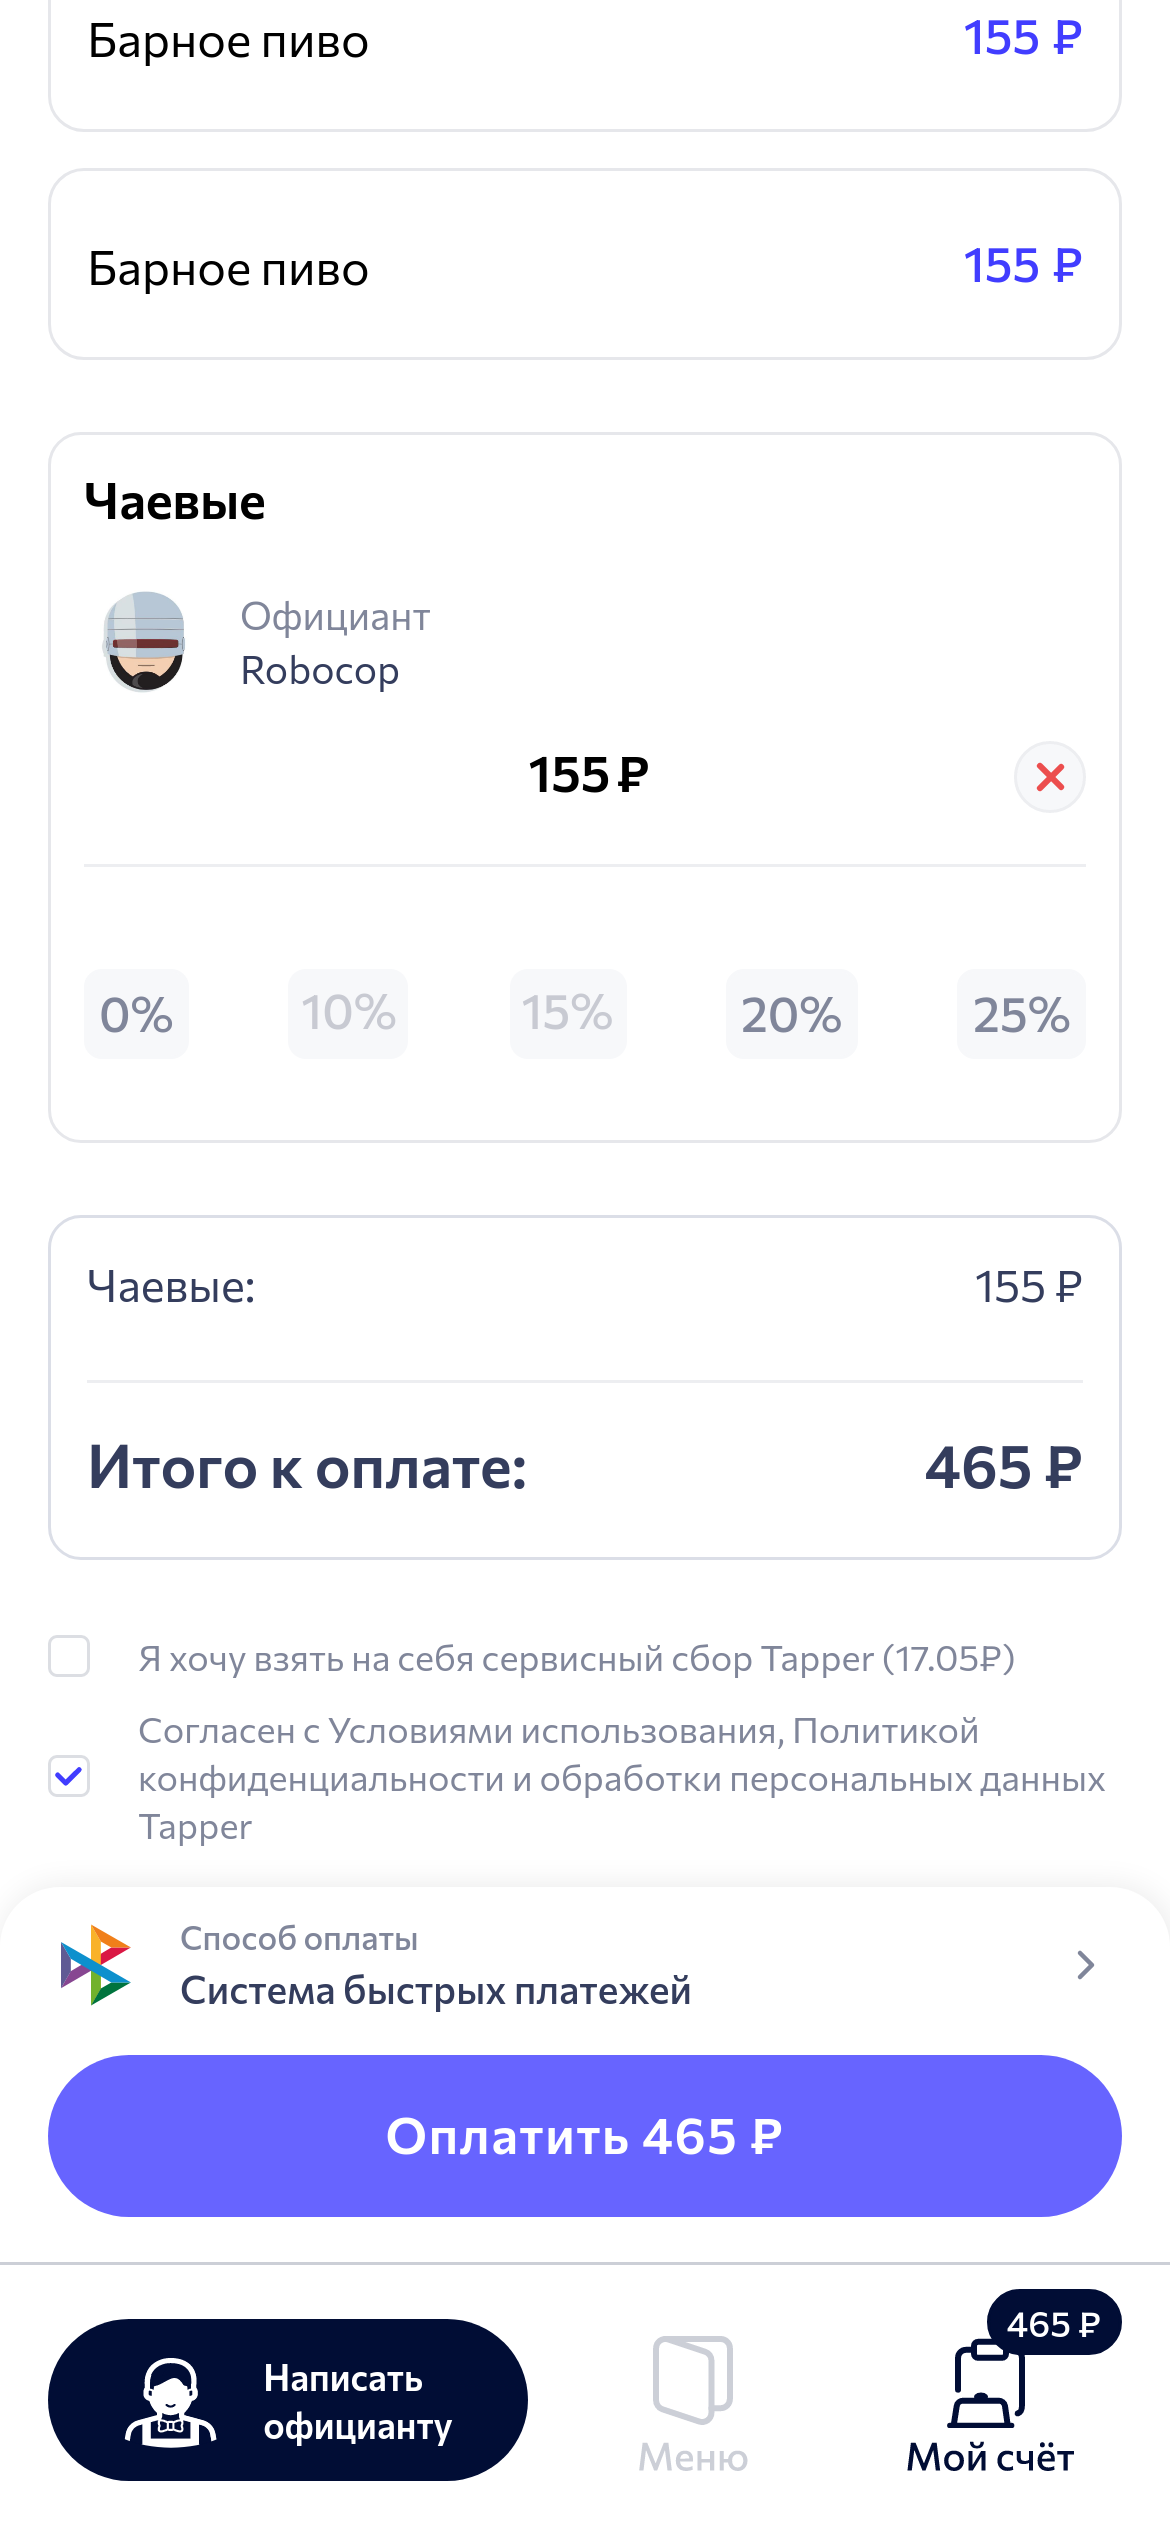 Барное пиво 155 ₽
Барное пиво 155 ₽
Чаевые
Официант
Robocop
155 ₽
0% 10% 15% 20% 25%
Чаевые: 155 ₽
Итого к оплате: 465 ₽
Я хочу взять на себя сервисный сбор Tapper (17.05₽)
Согласен с Условиями использования, Политикой
конфиденциальности и обработки персональных данных
Tapper
Способ оплаты
Система быстрых платежей
Оплатить 465 ₽
465 ₽
Написать
официанту
Меню
Мой счёт